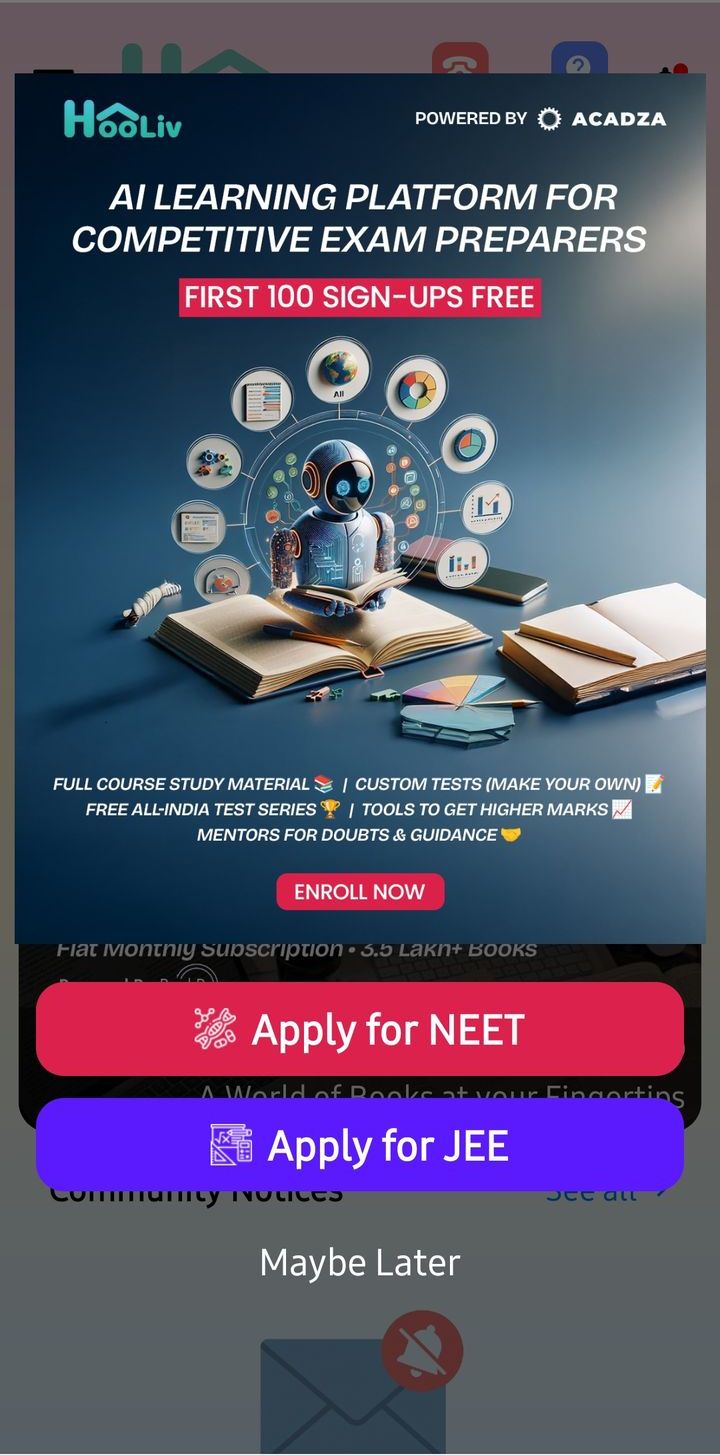 HOOLIV
POWERED BY ACADZA
AI LEARNING PLATFORM FOR
COMPETITIVE EXAM PREPARERS
FIRST 100 SIGN-UPS FREE
All
FULL COURSE STUDY MATERIAL 📚 | CUSTOM TESTS (MAKE YOUR OWN) 📝
FREE ALL-INDIA TEST SERIES 🏆 | TOOLS TO GET HIGHER MARKS 📈
MENTORS FOR DOUBTS & GUIDANCE 🤝
ENROLL NOW
Flat Monthly Subscription • 3.5 Lakh+ Books
Apply for NEET
A World of Books at your Fingertips
Apply for JEE
Community Notices See all
Maybe Later